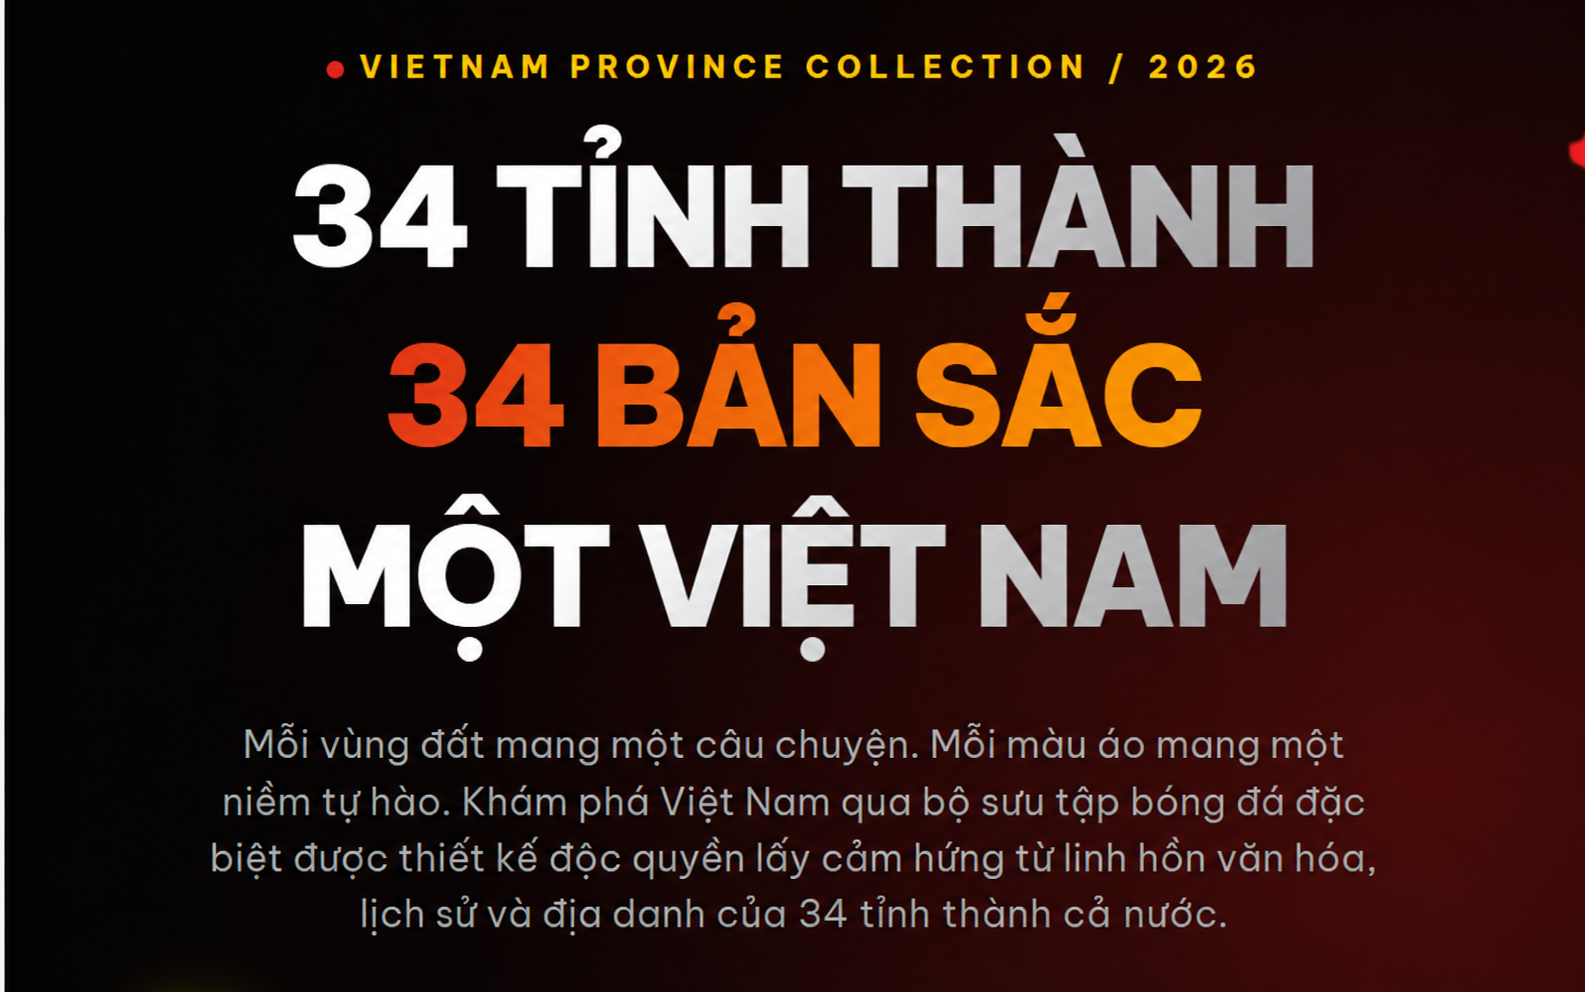 VIETNAM PROVINCE COLLECTION / 2026
34 TỈNH THÀNH
34 BẢN SẮC
MỘT VIỆT NAM
Mỗi vùng đất mang một câu chuyện. Mỗi màu áo mang một
niềm tự hào. Khám phá Việt Nam qua bộ sưu tập bóng đá đặc
biệt được thiết kế độc quyền lấy cảm hứng từ linh hồn văn hóa,
lịch sử và địa danh của 34 tỉnh thành cả nước.